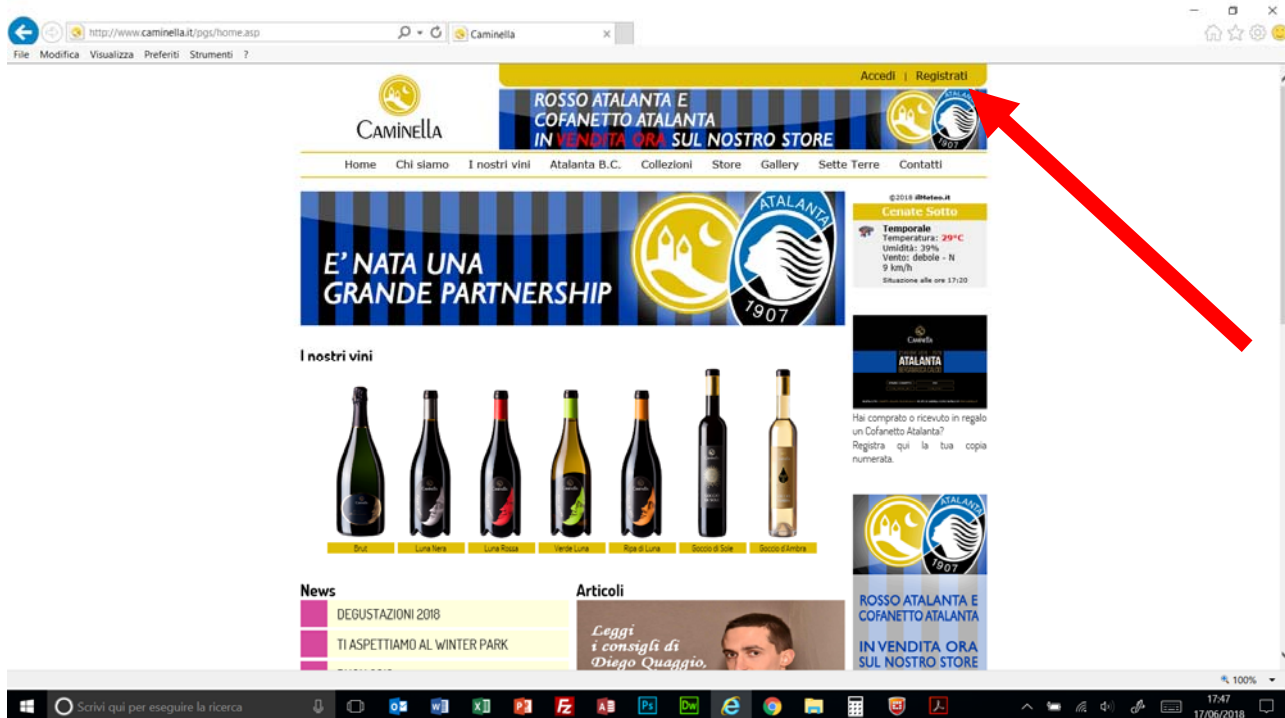 http://www.caminella.it/pgs/home.asp
Caminella
File Modifica Visualizza Preferiti Strumenti ?
Accedi | Registrati
CAMINELLA
ROSSO ATALANTA E
COFANETTO ATALANTA
IN VENDITA ORA SUL NOSTRO STORE
ATALANTA
1907
Home Chi siamo I nostri vini Atalanta B.C. Collezioni Store Gallery Sette Terre Contatti
E' NATA UNA
GRANDE PARTNERSHIP
ATALANTA
1907
©2018 ilMeteo.it
Cenate Sotto
Temporale
Temperatura: 29°C
Umidità: 39%
Vento: debole - N
9 km/h
Situazione alle ore 17:20
Caminella
ATALANTA
Hai comprato o ricevuto in regalo
un Cofanetto Atalanta?
Registra qui la tua copia
numerata.
I nostri vini
Brut Luna Nera Luna Rossa Verde Luna Ripa di Luna Goccio di Sole Goccio d'Ambra
ATALANTA
1907
ROSSO ATALANTA E
COFANETTO ATALANTA
IN VENDITA ORA
SUL NOSTRO STORE
News
DEGUSTAZIONI 2018
TI ASPETTIAMO AL WINTER PARK
Articoli
Leggi
i consigli di
Diego Quaggio,
100%
Scrivi qui per eseguire la ricerca
17:47
17/06/2018